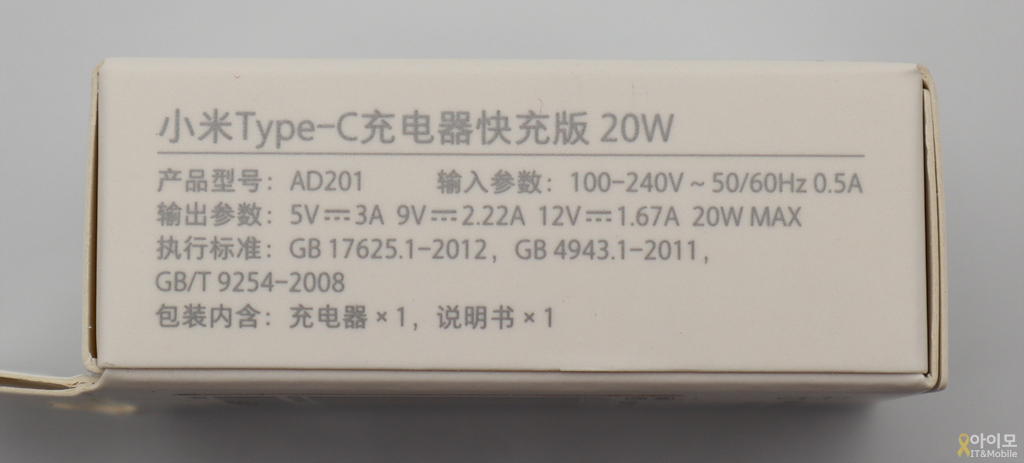 小米Type-C充电器快充版 20W
产品型号：AD201 输入参数：100-240V ~ 50/60Hz 0.5A
输出参数：5V⎓3A 9V⎓2.22A 12V⎓1.67A 20W MAX
执行标准：GB 17625.1-2012，GB 4943.1-2011，
GB/T 9254-2008
包装内含：充电器×1，说明书×1
아이모
IT&Mobile